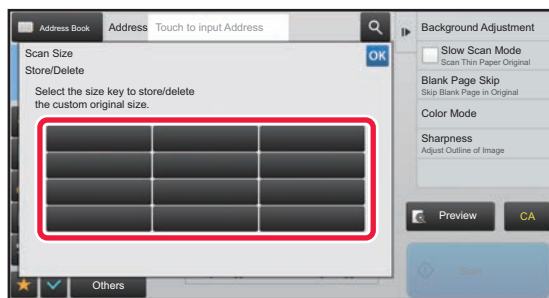 Address Book
Address
Touch to input Address
Scan Size
Store/Delete
OK
Select the size key to store/delete
the custom original size.
Others
Background Adjustment
Slow Scan Mode
Scan Thin Paper Original
Blank Page Skip
Skip Blank Page in Original
Color Mode
Sharpness
Adjust Outline of Image
Preview
CA